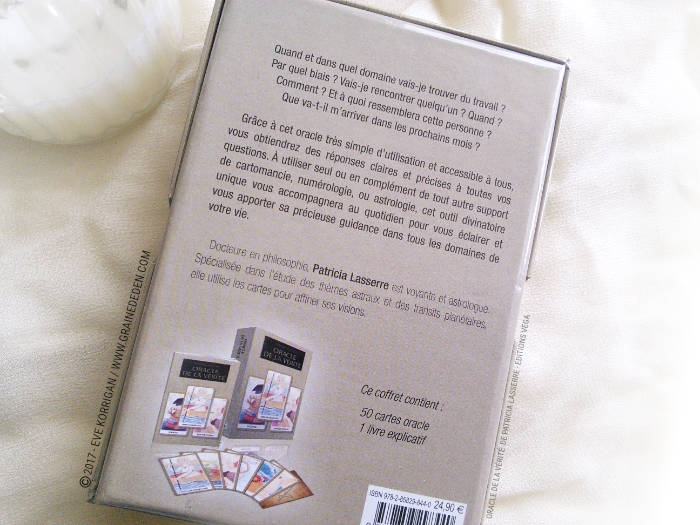 Quand et dans quel domaine vais-je trouver du travail ?
Par quel biais ? Vais-je rencontrer quelqu'un ? Quand ?
Comment ? Et à quoi ressemblera cette personne ?
Que va-t-il m'arriver dans les prochains mois ?
Grâce à cet oracle très simple d'utilisation et accessible à tous,
vous obtiendrez des réponses claires et précises à toutes vos
questions. À utiliser seul ou en complément de tout autre support
de cartomancie, numérologie, ou astrologie, cet outil divinatoire
unique vous accompagnera au quotidien pour vous éclairer et
vous apporter sa précieuse guidance dans tous les domaines de
votre vie.
Docteure en philosophie, Patricia Lasserre est voyante et astrologue.
Spécialisée dans l'étude des thèmes astraux et des transits planétaires,
elle utilise les cartes pour affiner ses visions.
ORACLE
DE LA VÉRITÉ
ORACLE
DE LA VÉRITÉ
Ce coffret contient :
50 cartes oracle
1 livre explicatif
ISBN 978-2-85829-844-0 24,90 €
© 2017 - EVE KORRIGAN / WWW.GRAINEDEDEN.COM
ORACLE DE LA VÉRITÉ DE PATRICIA LASSERRE - EDITIONS VEGA